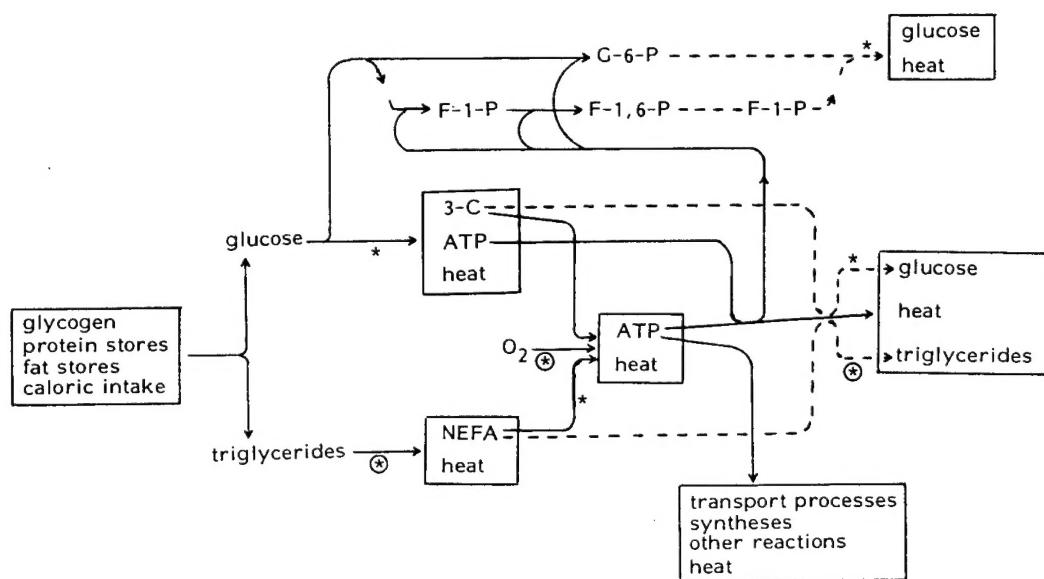 G-6-P
*
glucose
heat
F-1-P
F-1,6-P
F-1-P
3-C
ATP
heat
glucose
*
*
glucose
heat
triglycerides
⊛
glycogen
protein stores
fat stores
caloric intake
O2
⊛
ATP
heat
*
triglycerides
⊛
NEFA
heat
transport processes
syntheses
other reactions
heat